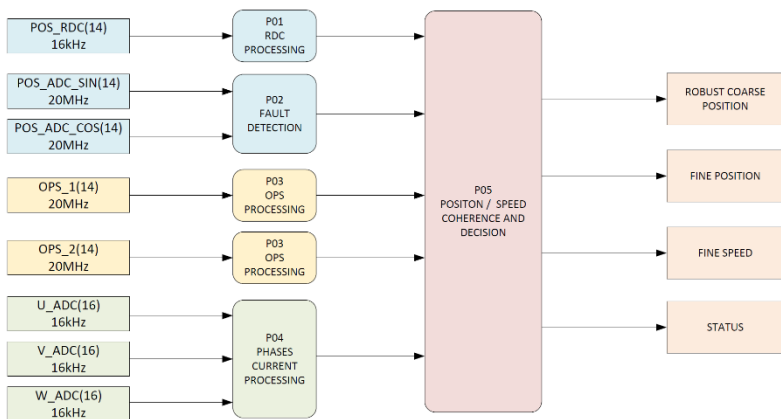 POS_RDC(14)
16kHz
POS_ADC_SIN(14)
20MHz
POS_ADC_COS(14)
20MHz
OPS_1(14)
20MHz
OPS_2(14)
20MHz
U_ADC(16)
16kHz
V_ADC(16)
16kHz
W_ADC(16)
16kHz
P01
RDC
PROCESSING
P02
FAULT
DETECTION
P03
OPS
PROCESSING
P03
OPS
PROCESSING
P04
PHASES
CURRENT
PROCESSING
P05
POSITON / SPEED
COHERENCE AND
DECISION
ROBUST COARSE
POSITION
FINE POSITION
FINE SPEED
STATUS